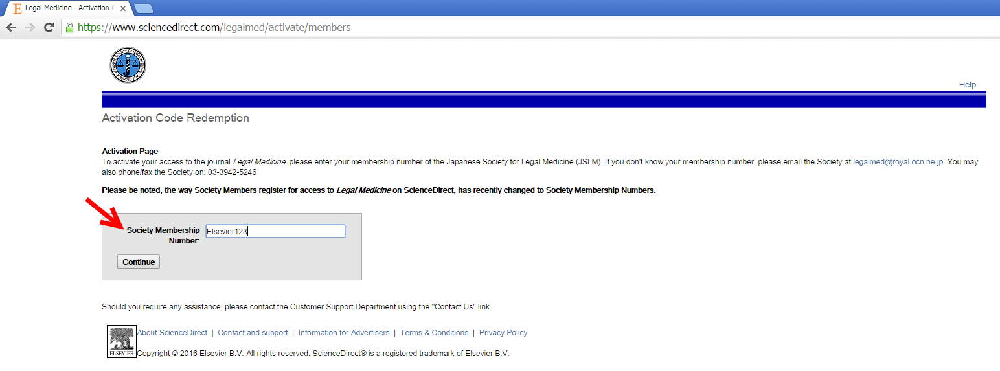 Legal Medicine - Activation C
https://www.sciencedirect.com/legalmed/activate/members
JAPANESE SOCIETY OF LEGAL MEDICINE
FOUNDED 1914
Help
Activation Code Redemption
Activation Page
To activate your access to the journal Legal Medicine, please enter your membership number of the Japanese Society for Legal Medicine (JSLM). If you don't know your membership number, please email the Society at legalmed@royal.ocn.ne.jp. You may
also phone/fax the Society on: 03-3942-5246
Please be noted, the way Society Members register for access to Legal Medicine on ScienceDirect, has recently changed to Society Membership Numbers.
Society Membership
Number:
Elsevier123
Continue
Should you require any assistance, please contact the Customer Support Department using the "Contact Us" link.
About ScienceDirect | Contact and support | Information for Advertisers | Terms & Conditions | Privacy Policy
ELSEVIER
Copyright © 2016 Elsevier B.V. All rights reserved. ScienceDirect® is a registered trademark of Elsevier B.V.